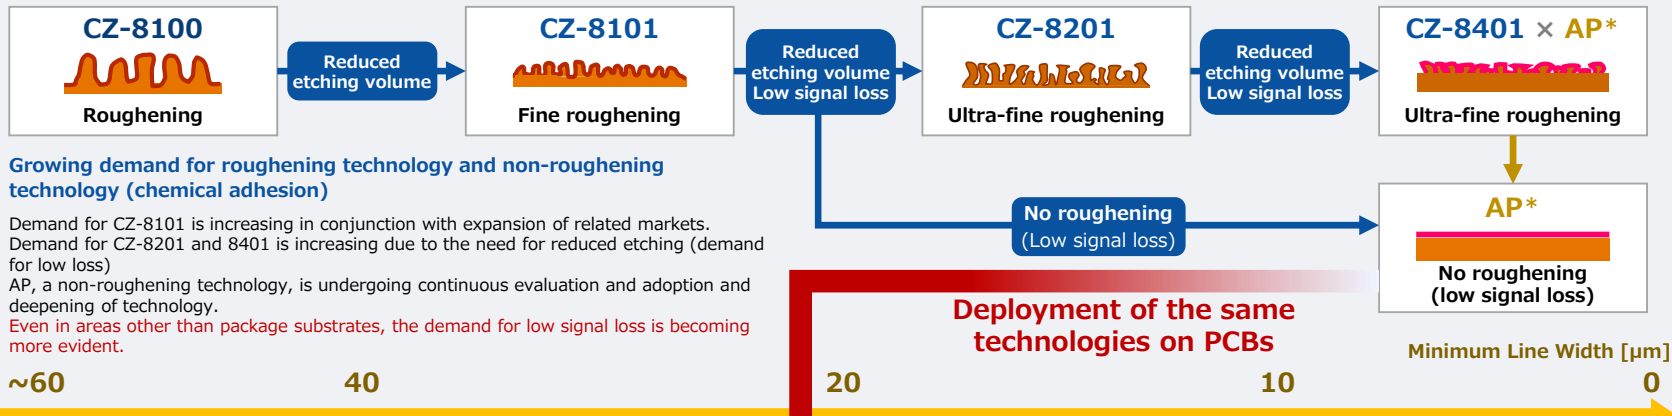 CZ-8100
Roughening
Reduced
etching volume
CZ-8101
Fine roughening
Reduced
etching volume
Low signal loss
CZ-8201
Ultra-fine roughening
Reduced
etching volume
Low signal loss
CZ-8401 × AP*
Ultra-fine roughening
Growing demand for roughening technology and non-roughening
technology (chemical adhesion)
Demand for CZ-8101 is increasing in conjunction with expansion of related markets.
Demand for CZ-8201 and 8401 is increasing due to the need for reduced etching (demand
for low loss)
AP, a non-roughening technology, is undergoing continuous evaluation and adoption and
deepening of technology.
Even in areas other than package substrates, the demand for low signal loss is becoming
more evident.
No roughening
(Low signal loss)
AP*
No roughening
(low signal loss)
Deployment of the same
technologies on PCBs
Minimum Line Width [μm]
~60
40
20
10
0